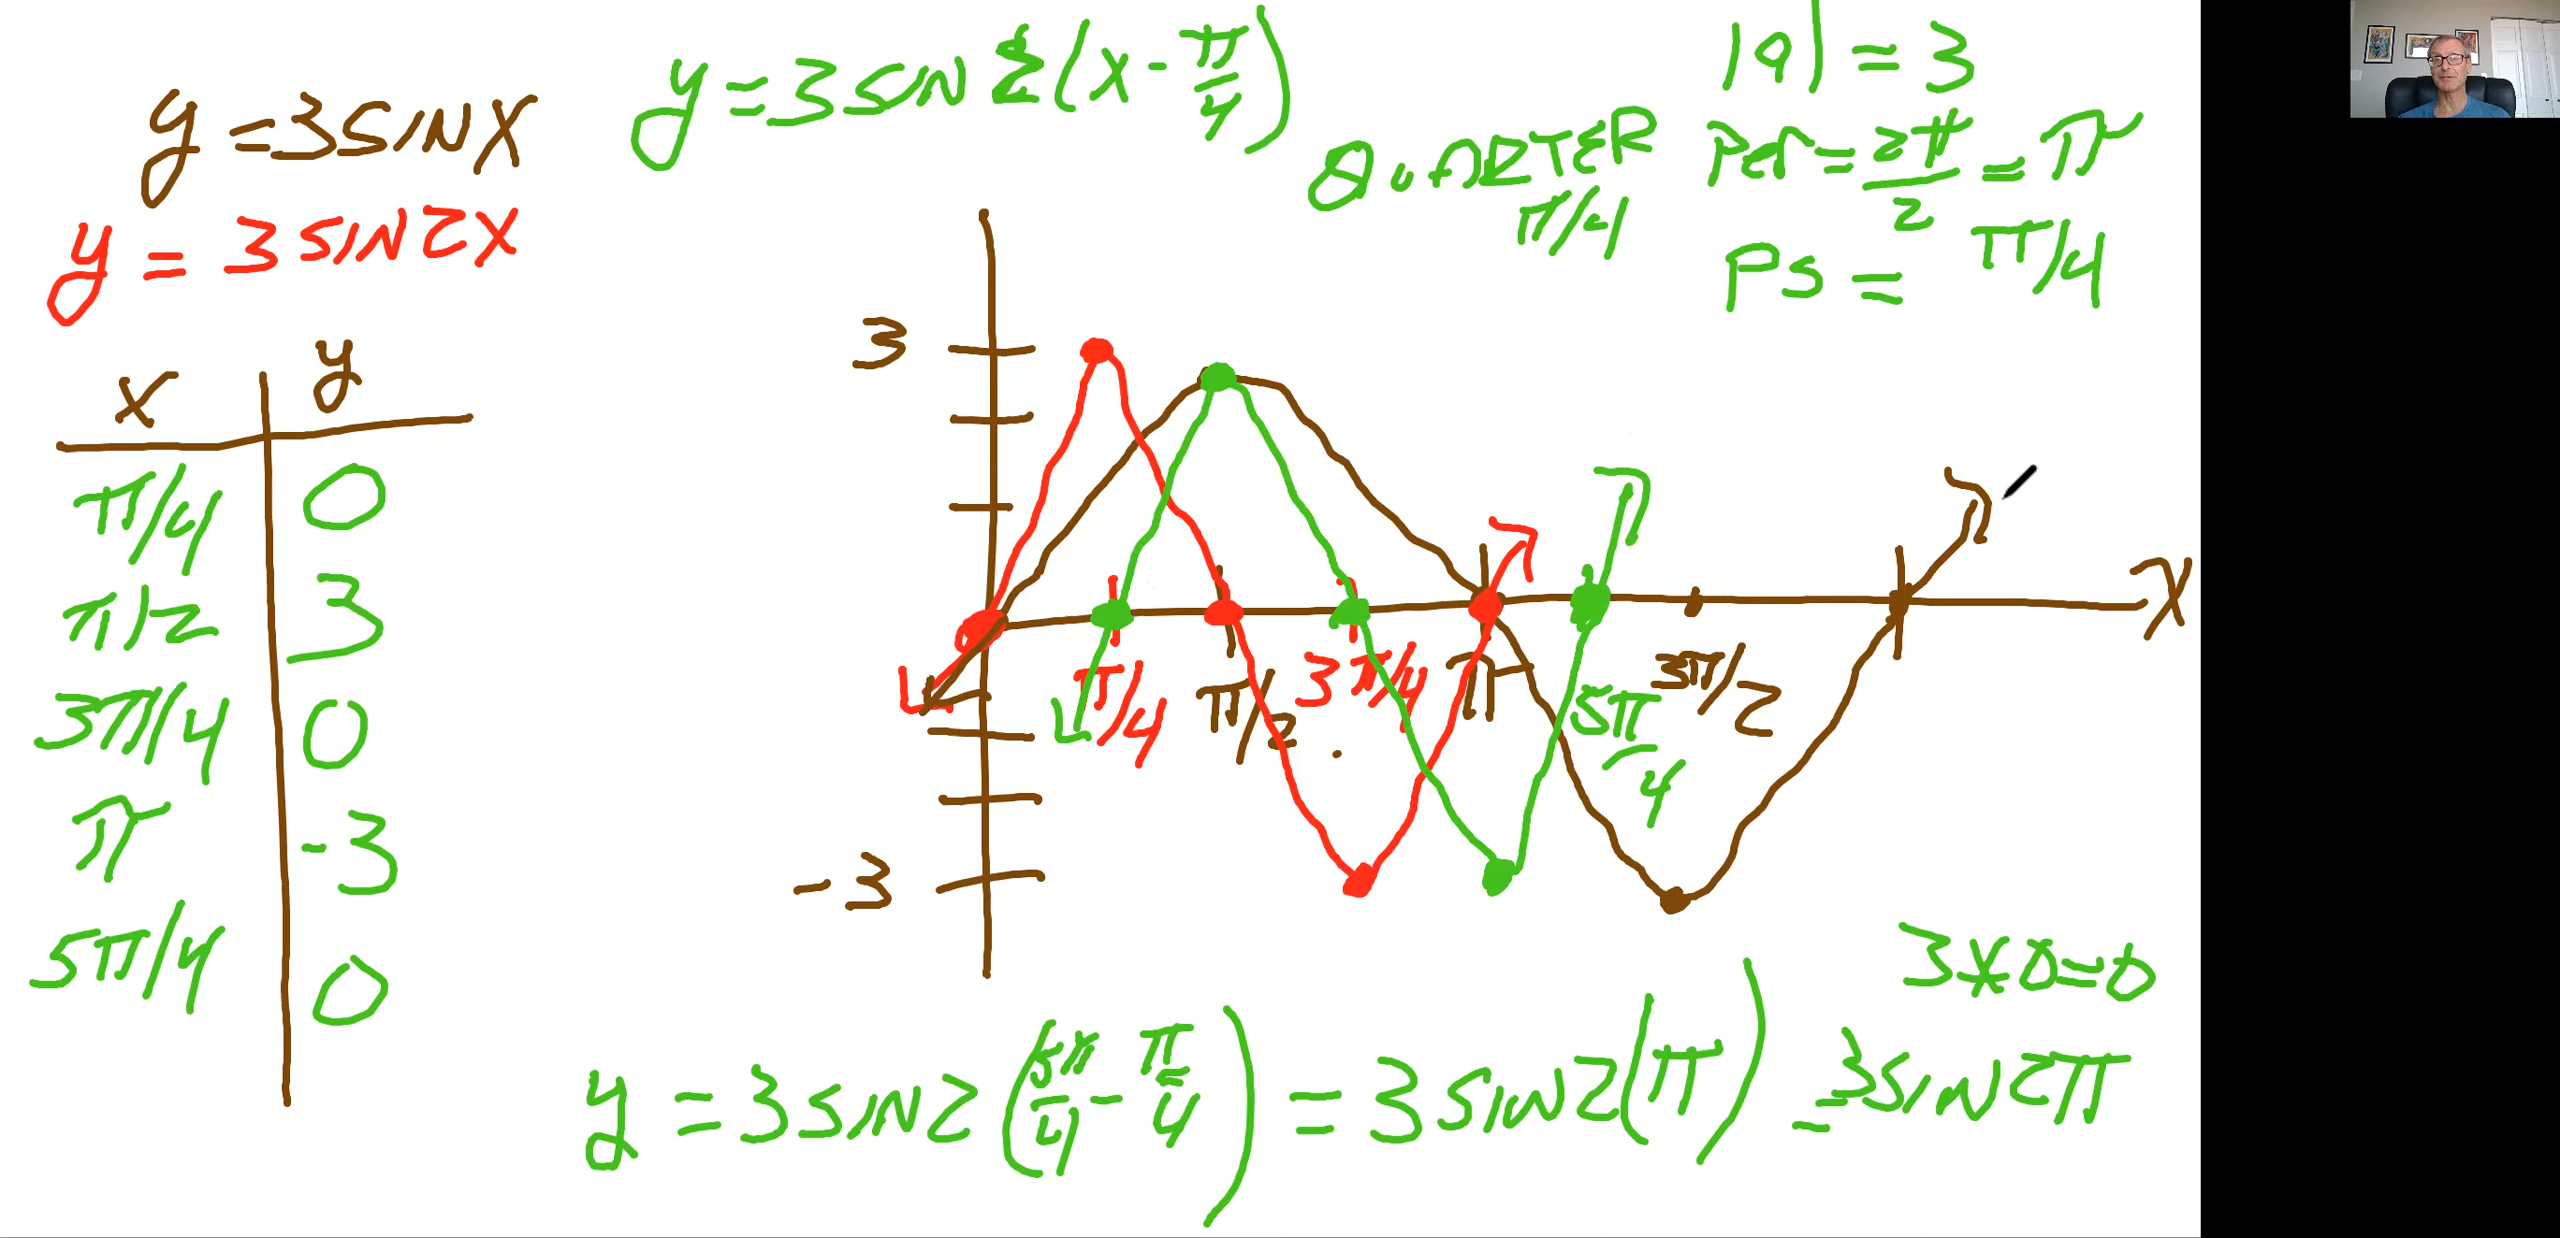 y = 3 SIN X
y = 3 SIN 2X
y = 3 SIN 2(x - π/4)
|a| = 3
QUARTER π/4
Per = 2π/2 = π
PS = π/4
x y
π/4 0
π/2 3
3π/4 0
π -3
5π/4 0
3
-3
π/4 π/2 3π/4 π 5π/4 3π/2
X
3*0=0
y = 3 SIN 2(5π/4 - π/4) = 3 SIN 2(π) = 3 SIN 2π